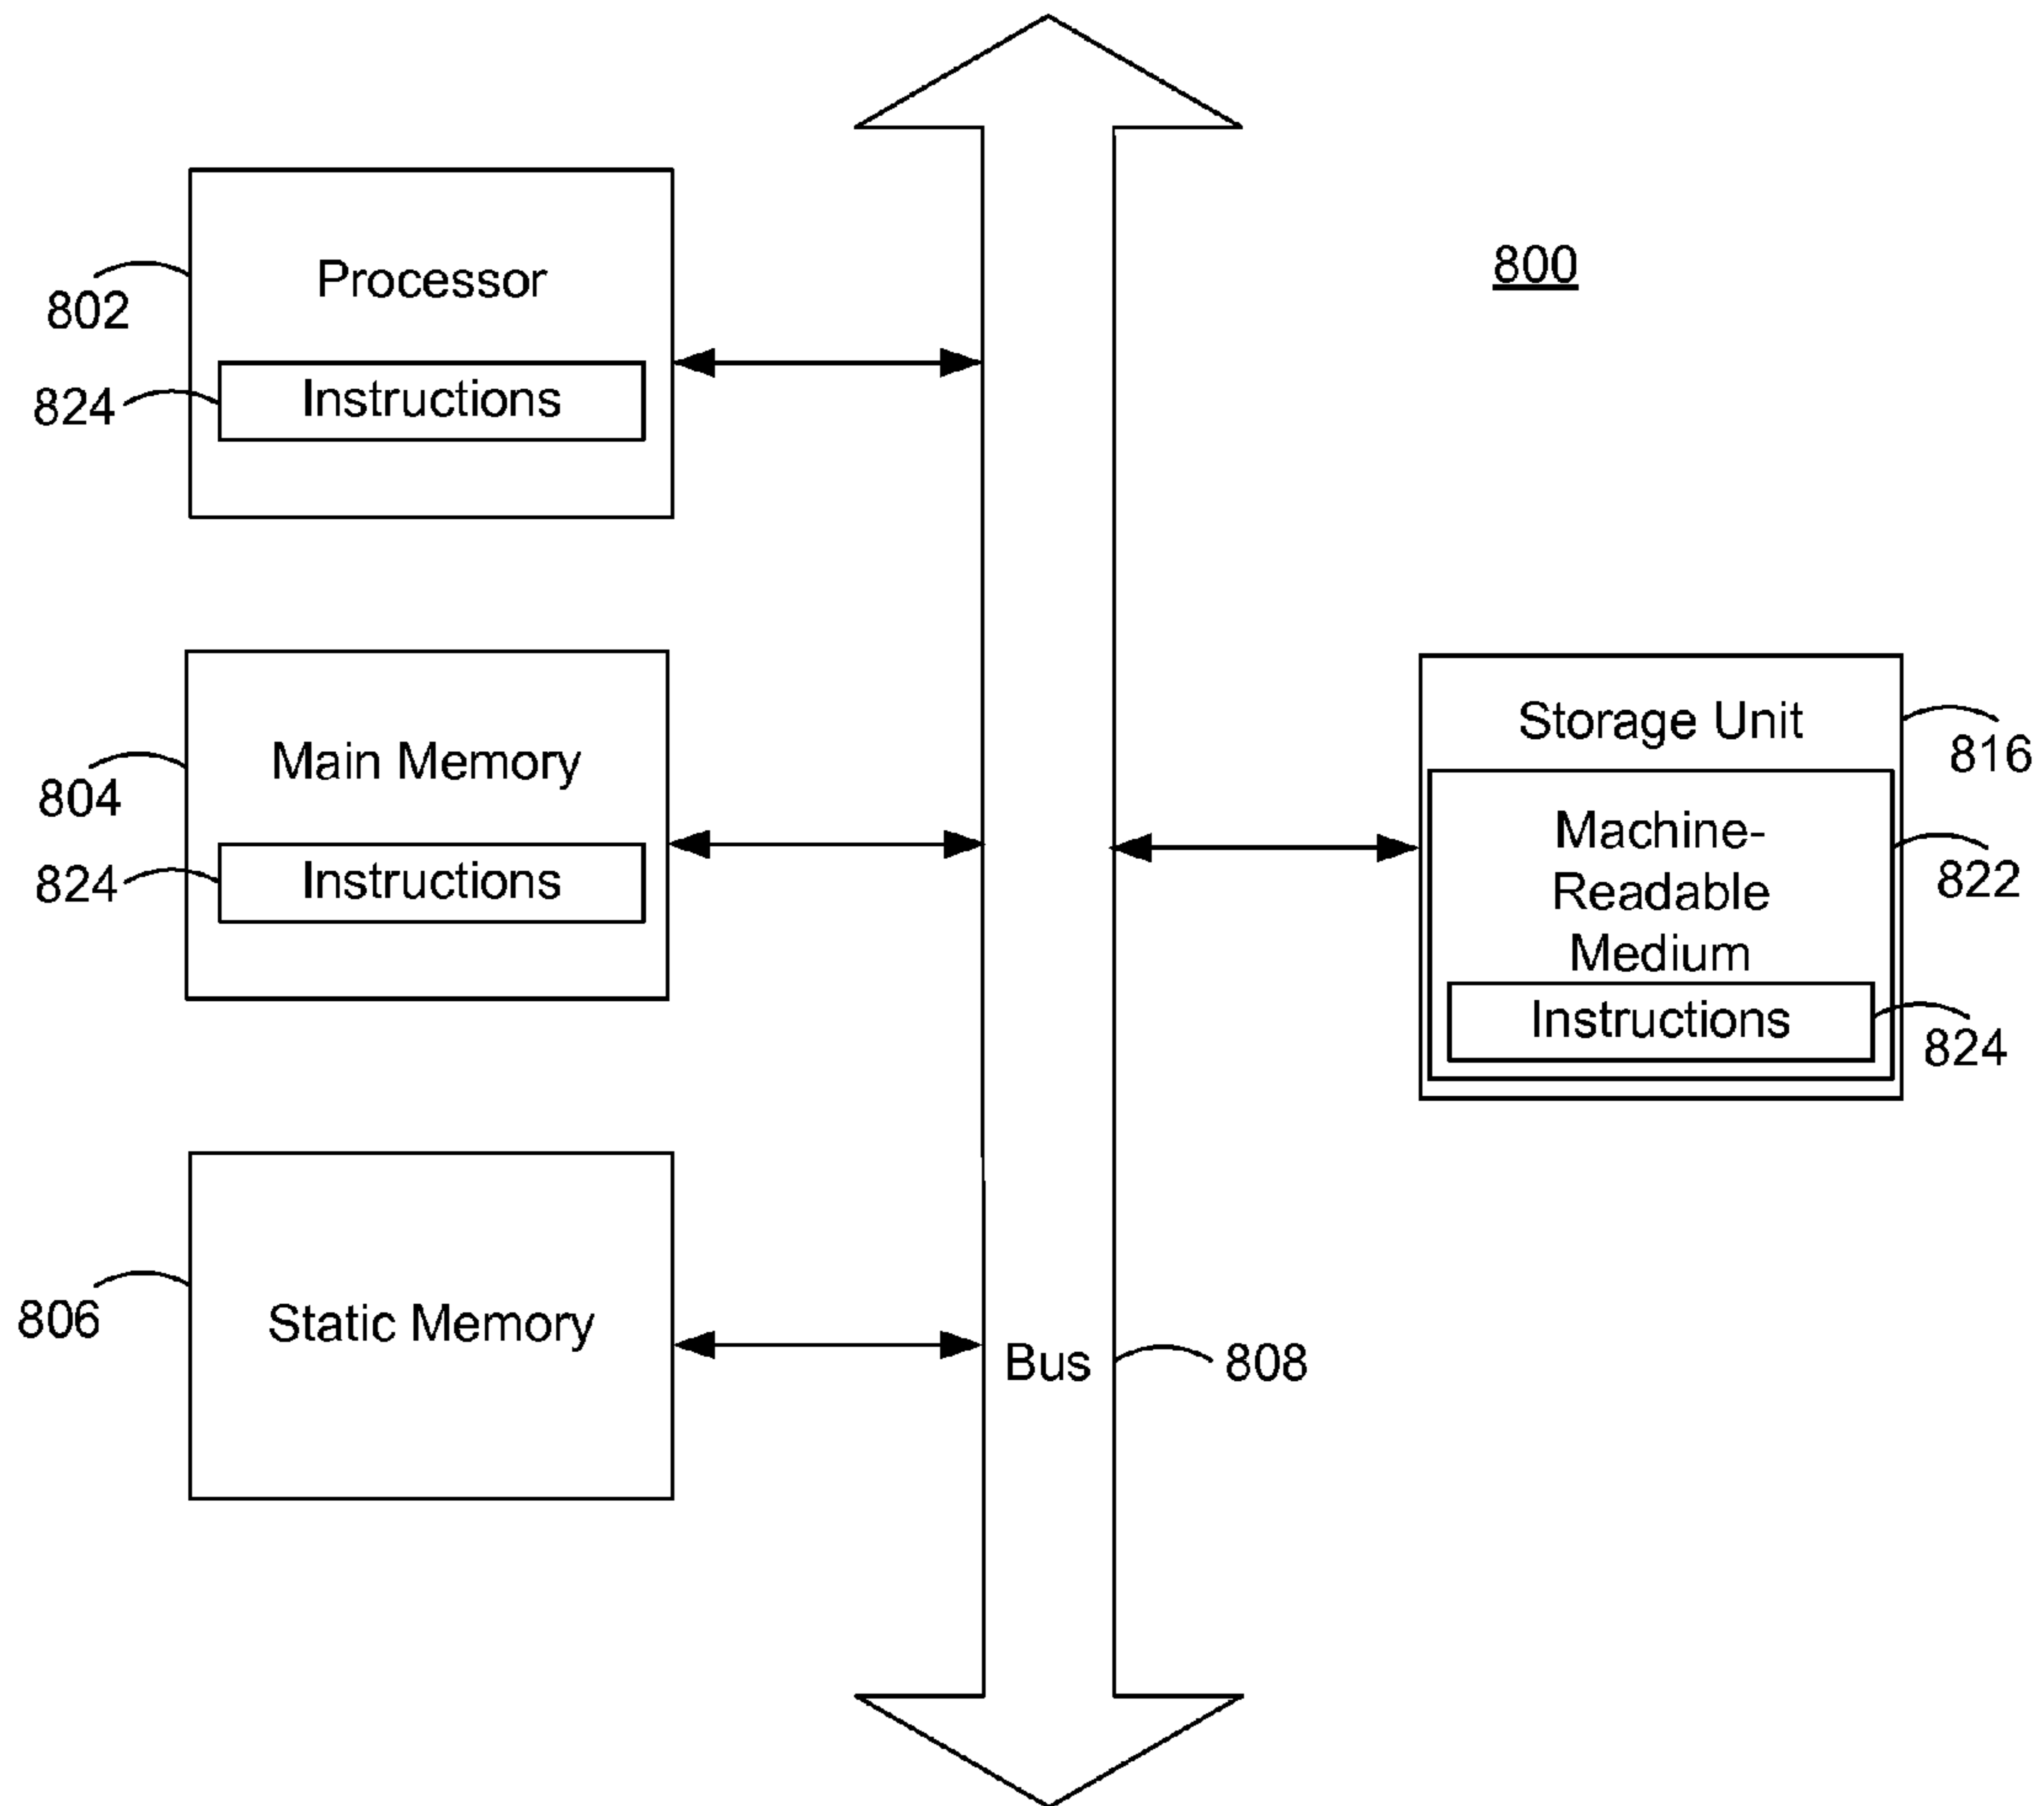 800
Processor
802
824
Instructions
Main Memory
804
824
Instructions
Static Memory
806
Bus
808
Storage Unit
816
Machine-
Readable
Medium
822
Instructions
824